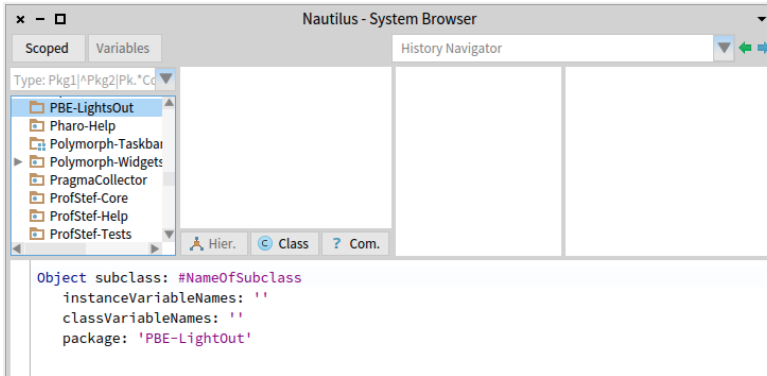 Nautilus - System Browser
Scoped
Variables
History Navigator
Type: Pkg1|^Pkg2|Pk.*Cc
PBE-LightsOut
Pharo-Help
Polymorph-Taskbar
Polymorph-Widgets
PragmaCollector
ProfStef-Core
ProfStef-Help
ProfStef-Tests
Hier.
C Class
? Com.
Object subclass: #NameOfSubclass
instanceVariableNames: ''
classVariableNames: ''
package: 'PBE-LightOut'